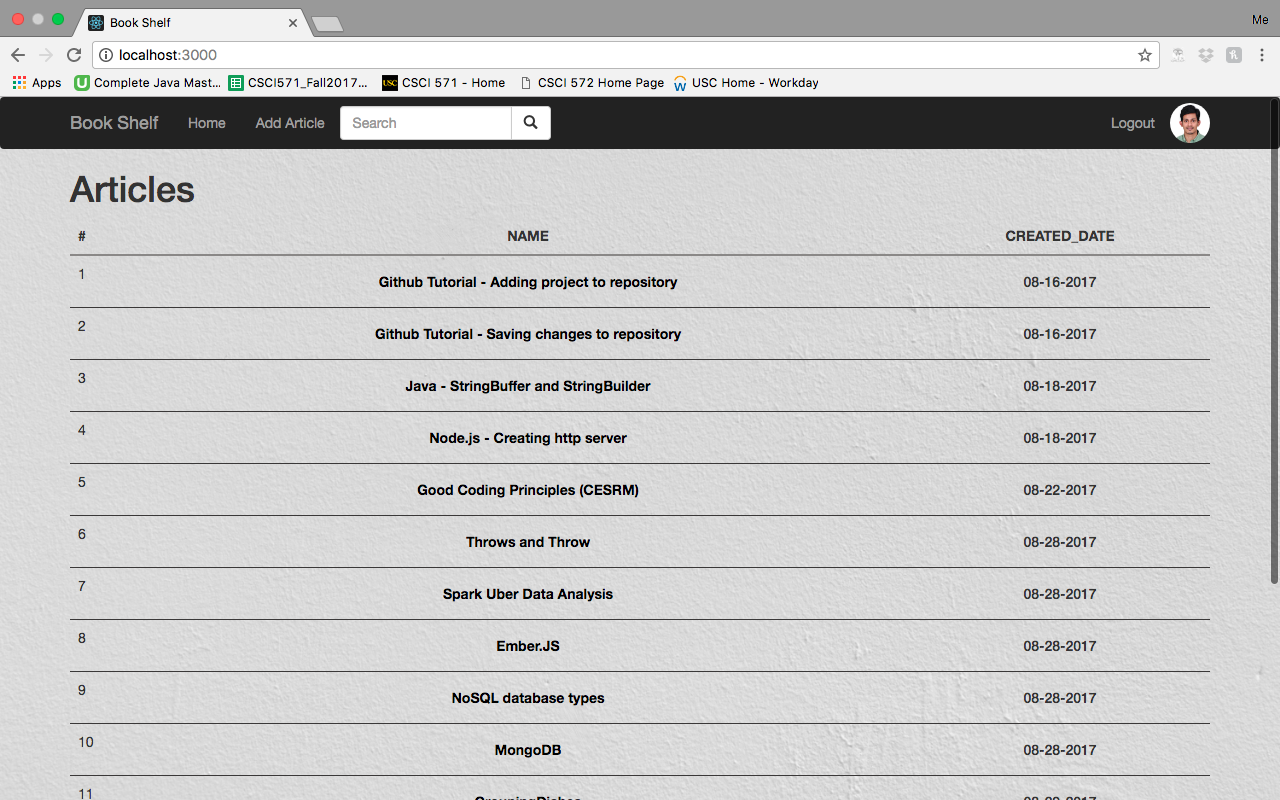 Book Shelf
Me
localhost:3000
Apps
Complete Java Mast...
CSCI571_Fall2017...
USC
CSCI 571 - Home
CSCI 572 Home Page
USC Home - Workday
Book Shelf Home Add Article Search Logout
Articles
# NAME CREATED_DATE
1 Github Tutorial - Adding project to repository 08-16-2017
2 Github Tutorial - Saving changes to repository 08-16-2017
3 Java - StringBuffer and StringBuilder 08-18-2017
4 Node.js - Creating http server 08-18-2017
5 Good Coding Principles (CESRM) 08-22-2017
6 Throws and Throw 08-28-2017
7 Spark Uber Data Analysis 08-28-2017
8 Ember.JS 08-28-2017
9 NoSQL database types 08-28-2017
10 MongoDB 08-28-2017
11